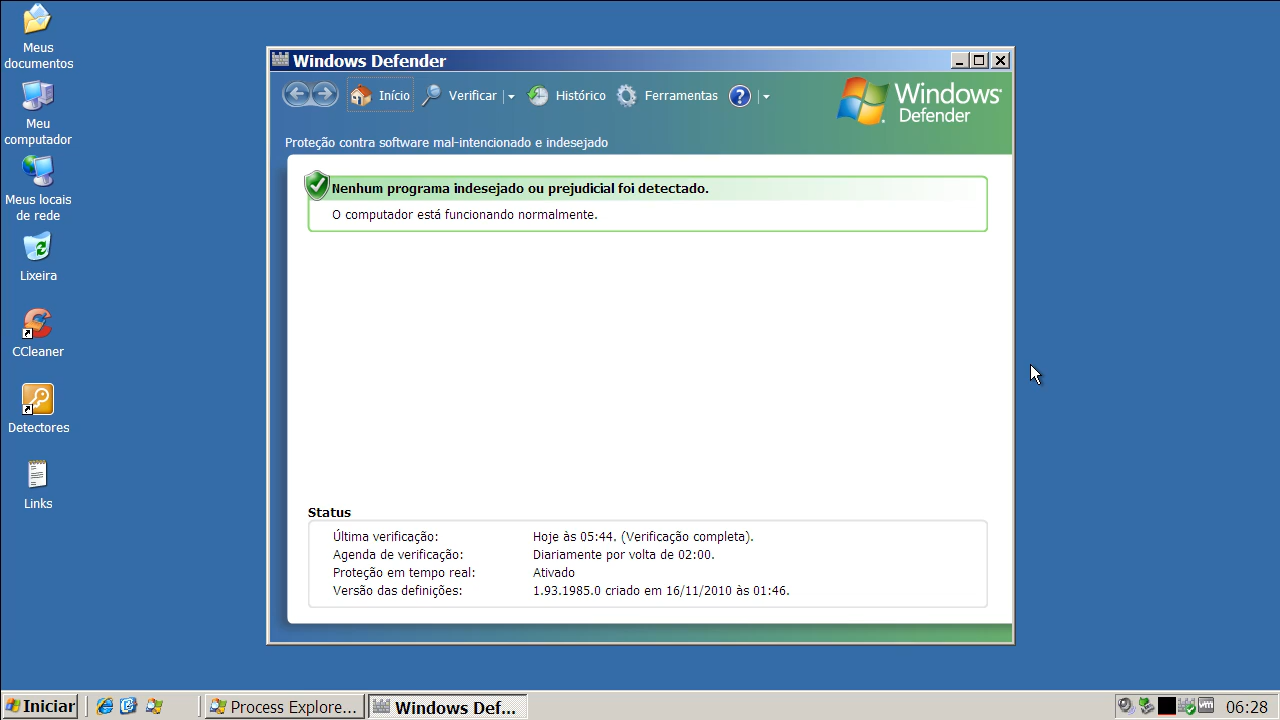 Meus
documentos
Meu
computador
Meus locais
de rede
Lixeira
CCleaner
Detectores
Links
Windows Defender
Início
Verificar
Histórico
Ferramentas
?
Windows
Defender
Proteção contra software mal-intencionado e indesejado
Nenhum programa indesejado ou prejudicial foi detectado.
O computador está funcionando normalmente.
Status
Última verificação: Hoje às 05:44. (Verificação completa).
Agenda de verificação: Diariamente por volta de 02:00.
Proteção em tempo real: Ativado
Versão das definições: 1.93.1985.0 criado em 16/11/2010 às 01:46.
Iniciar
Process Explore...
Windows Def...
06:28